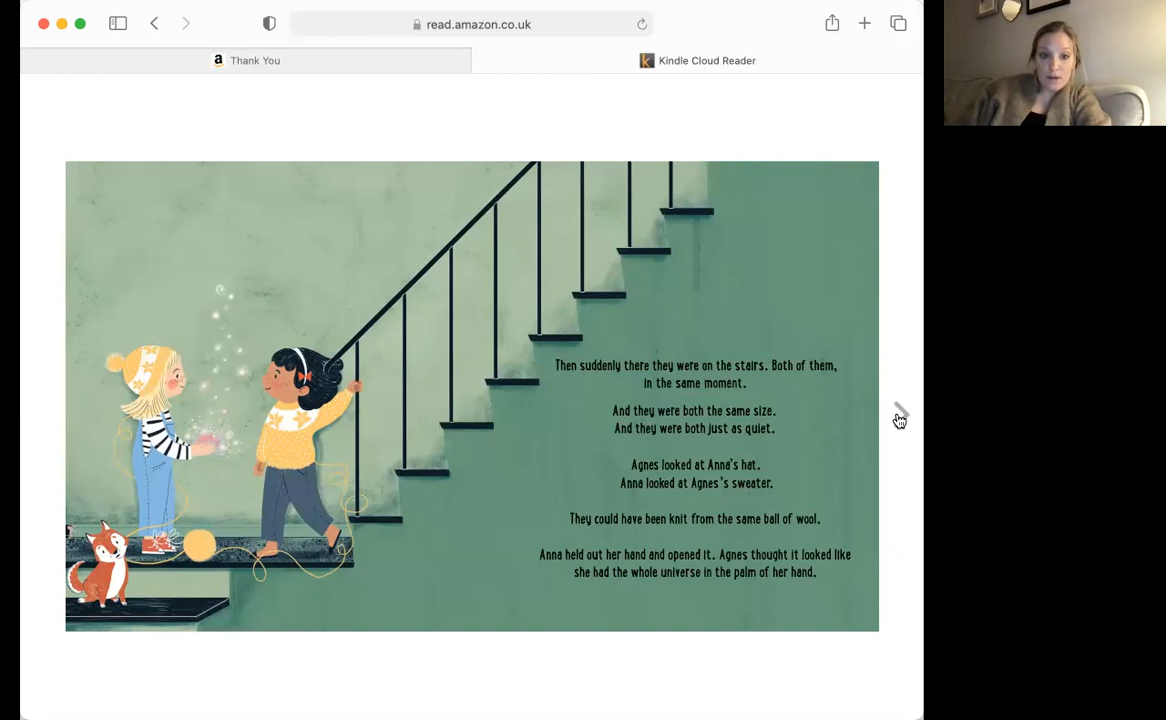 read.amazon.co.uk
a Thank You
k Kindle Cloud Reader
Then suddenly there they were on the stairs. Both of them,
in the same moment.
And they were both the same size.
And they were both just as quiet.
Agnes looked at Anna's hat.
Anna looked at Agnes's sweater.
They could have been knit from the same ball of wool.
Anna held out her hand and opened it. Agnes thought it looked like
she had the whole universe in the palm of her hand.